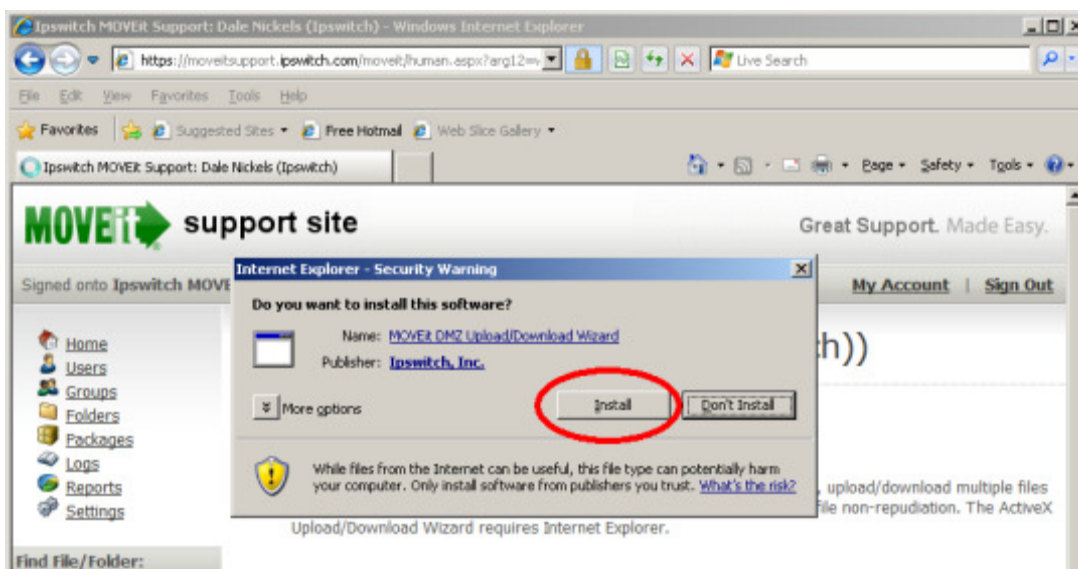 Ipswitch MOVEit Support: Dale Nickels (Ipswitch) - Windows Internet Explorer
https://moveitsupport.ipswitch.com/moveit/human.aspx?arg12=
Live Search
File Edit View Favorites Tools Help
Favorites Suggested Sites Free Hotmail Web Slice Gallery
Ipswitch MOVEit Support: Dale Nickels (Ipswitch)
Page Safety Tools
MOVEit support site
Great Support. Made Easy.
Signed onto Ipswitch MOVE
My Account | Sign Out
Internet Explorer - Security Warning
Do you want to install this software?
Name: MOVEit DMZ Upload/Download Wizard
Publisher: Ipswitch, Inc.
More options
Install
Don't Install
While files from the Internet can be useful, this file type can potentially harm
your computer. Only install software from publishers you trust. What's the risk?
Home
Users
Groups
Folders
Packages
Logs
Reports
Settings
Find File/Folder:
h))
, upload/download multiple files
file non-repudiation. The ActiveX
Upload/Download Wizard requires Internet Explorer.